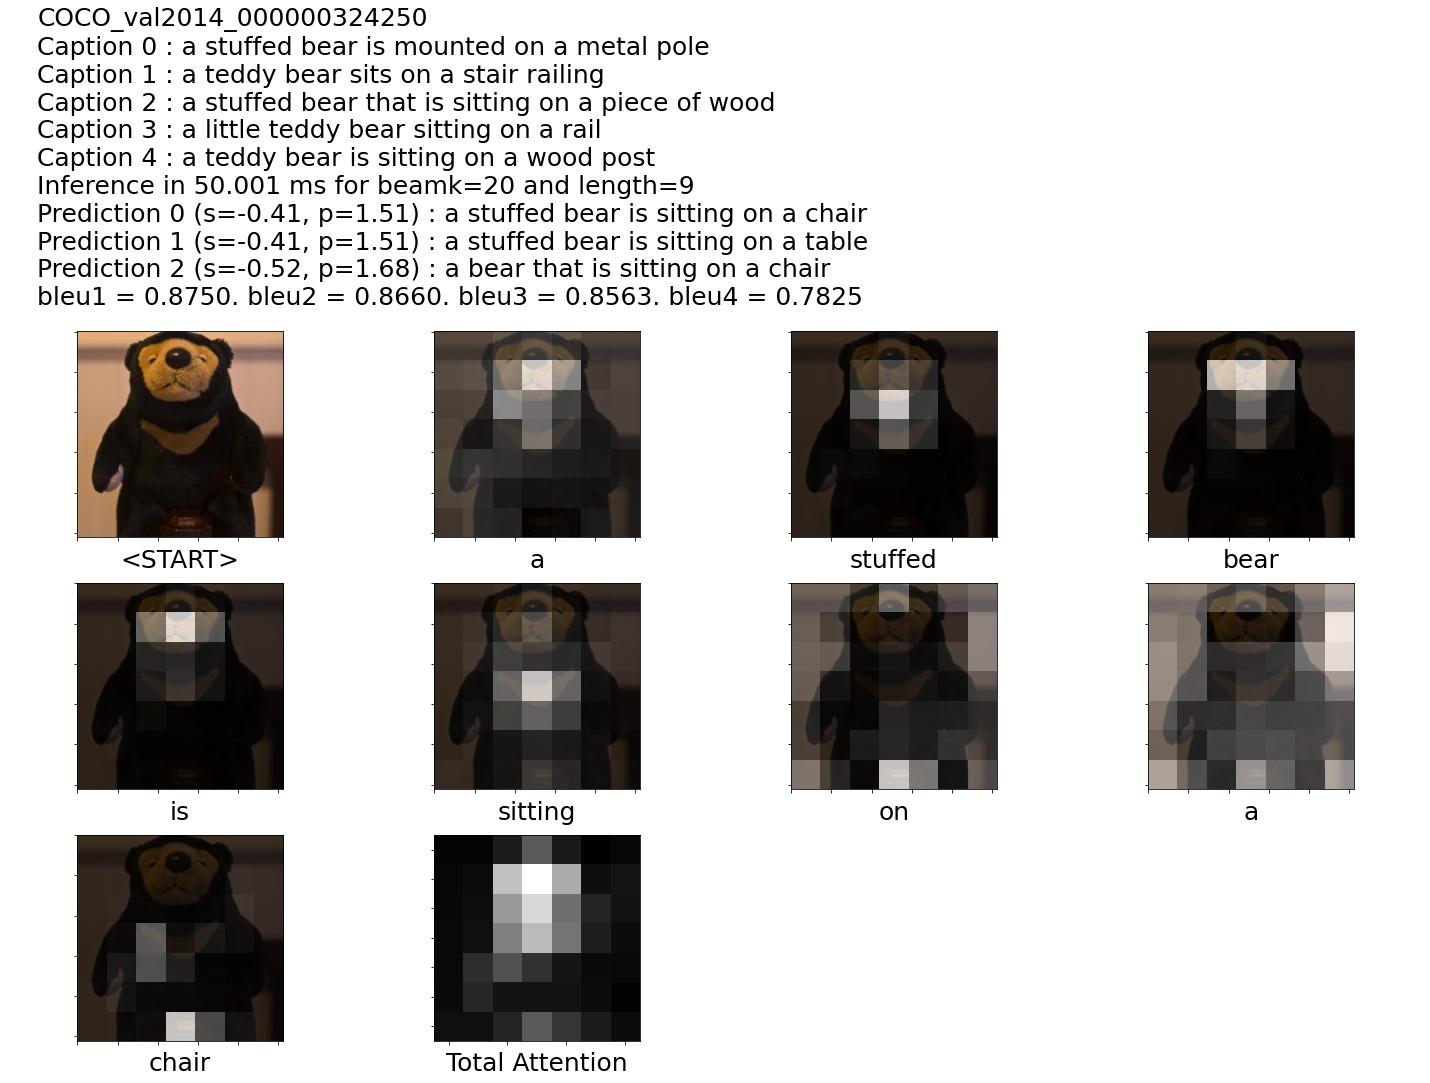 COCO_val2014_000000324250
Caption 0 : a stuffed bear is mounted on a metal pole
Caption 1 : a teddy bear sits on a stair railing
Caption 2 : a stuffed bear that is sitting on a piece of wood
Caption 3 : a little teddy bear sitting on a rail
Caption 4 : a teddy bear is sitting on a wood post
Inference in 50.001 ms for beamk=20 and length=9
Prediction 0 (s=-0.41, p=1.51) : a stuffed bear is sitting on a chair
Prediction 1 (s=-0.41, p=1.51) : a stuffed bear is sitting on a table
Prediction 2 (s=-0.52, p=1.68) : a bear that is sitting on a chair
bleu1 = 0.8750. bleu2 = 0.8660. bleu3 = 0.8563. bleu4 = 0.7825
<START> a stuffed bear
is sitting on a
chair Total Attention